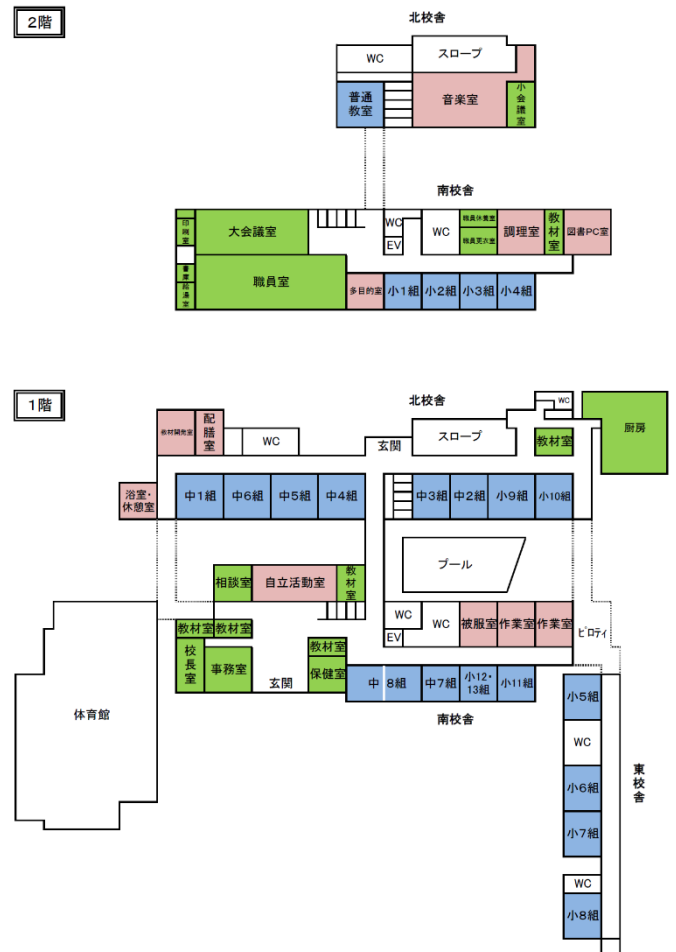 2階
北校舎
WC
スロープ
普通
教室
音楽室
小会議室
南校舎
印刷室
大会議室
WC
EV
WC
職員休養室
職員更衣室
調理室
教材室
図書PC室
書庫
給湯室
職員室
多目的室
小1組
小2組
小3組
小4組
1階
北校舎
教材開発室
配膳室
WC
玄関
スロープ
WC
教材室
厨房
浴室・
休憩室
中1組
中6組
中5組
中4組
中3組
中2組
小9組
小10組
プール
相談室
自立活動室
教材室
WC
EV
WC
被服室
作業室
作業室
ピロティ
教材室
教材室
校長室
事務室
玄関
教材室
保健室
中 8組
中7組
小12・
13組
小11組
南校舎
体育館
小5組
WC
小6組
小7組
WC
小8組
東校舎